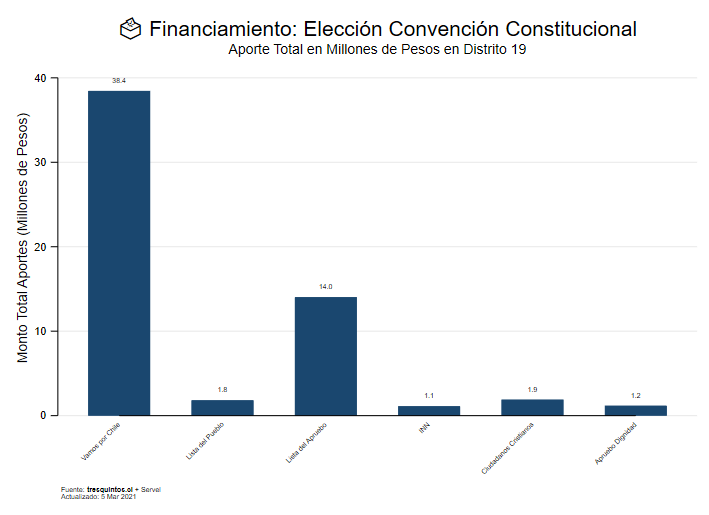 Financiamiento: Elección Convención Constitucional
Aporte Total en Millones de Pesos en Distrito 19
Monto Total Aportes (Millones de Pesos)
40
30
20
10
0
38.4
1.8
14.0
1.1
1.9
1.2
Vamos por Chile
Lista del Pueblo
Lista del Apruebo
INN
Ciudadanos Cristianos
Apruebo Dignidad
Fuente: tresquintos.cl + Servel
Actualizado: 5 Mar 2021